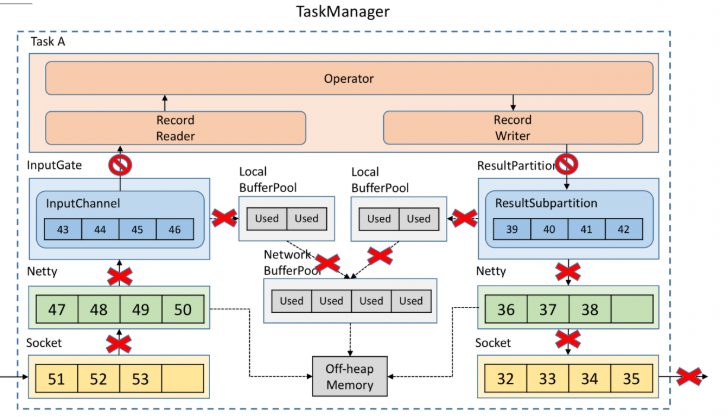 TaskManager
Task A
Operator
Record
Reader
Record
Writer
InputGate
ResultPartition
Local
BufferPool
Local
BufferPool
InputChannel
43 44 45 46
Used Used
Used Used
ResultSubpartition
39 40 41 42
Network
BufferPool
Netty
47 48 49 50
Used Used Used Used
Netty
36 37 38
Socket
51 52 53
Off-heap
Memory
Socket
32 33 34 35